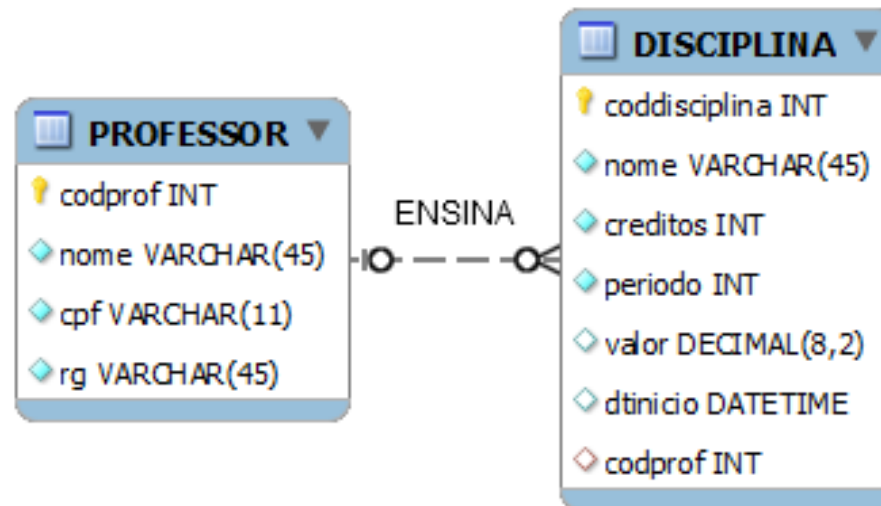 PROFESSOR
codprof INT
nome VARCHAR(45)
cpf VARCHAR(11)
rg VARCHAR(45)
ENSINA
DISCIPLINA
coddisciplina INT
nome VARCHAR(45)
creditos INT
periodo INT
valor DECIMAL(8,2)
dtinicio DATETIME
codprof INT